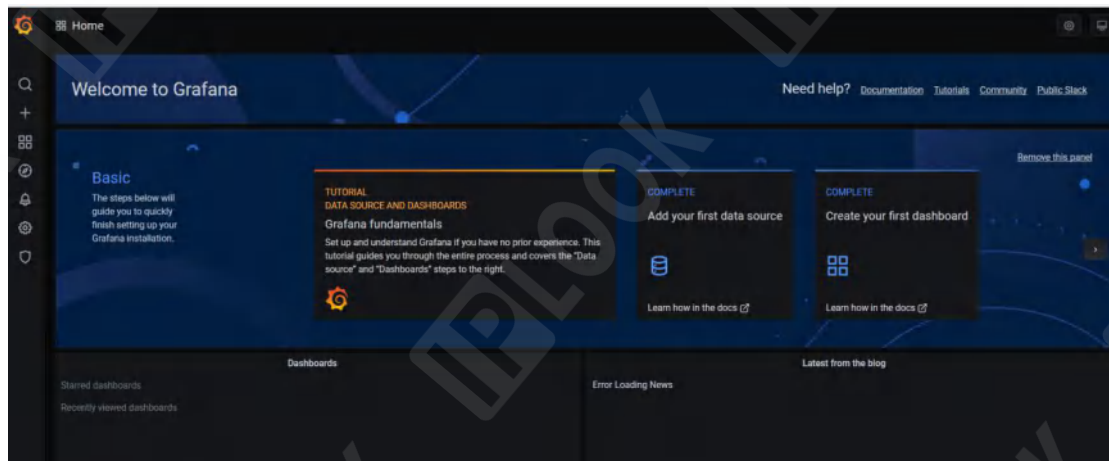 Home
Welcome to Grafana
Need help? Documentation Tutorials Community Public Slack
Remove this panel
Basic
The steps below will
guide you to quickly
finish setting up your
Grafana installation.
TUTORIAL
DATA SOURCE AND DASHBOARDS
Grafana fundamentals
Set up and understand Grafana if you have no prior experience. This
tutorial guides you through the entire process and covers the "Data
source" and "Dashboards" steps to the right.
COMPLETE
Add your first data source
Learn how in the docs
COMPLETE
Create your first dashboard
Learn how in the docs
Dashboards
Starred dashboards
Recently viewed dashboards
Latest from the blog
Error Loading News
IPLOOK